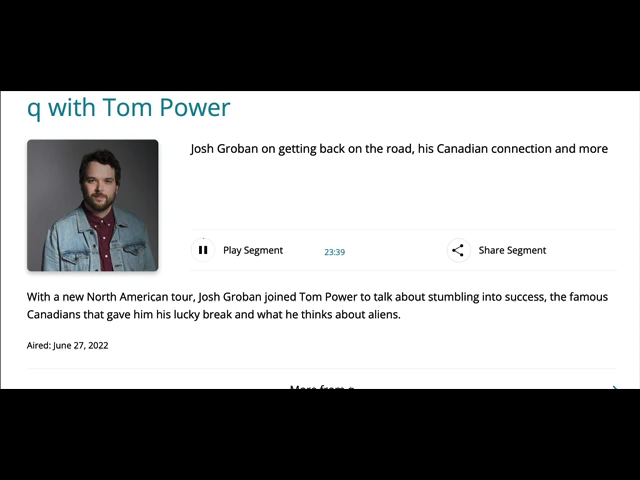 q with Tom Power
Josh Groban on getting back on the road, his Canadian connection and more
Play Segment
23:39
Share Segment
With a new North American tour, Josh Groban joined Tom Power to talk about stumbling into success, the famous
Canadians that gave him his lucky break and what he thinks about aliens.
Aired: June 27, 2022
More from q